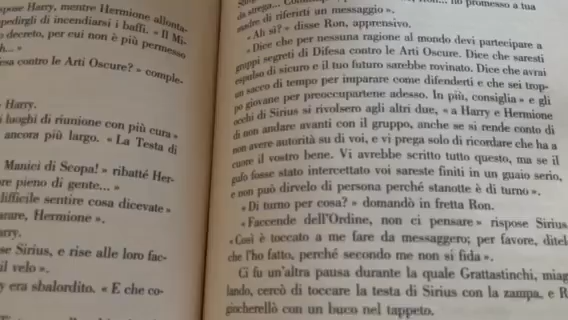 spose Harry, mentre Hermione allonta-
pedirgli di incendiarsi i baffi. « Il Mi-
decreto, per cui non è più permesso
h... »
esa contro le Arti Oscure? » comple-
Harry.
luoghi di riunione con più cura »
ancora più largo. « La Testa di
Manici di Scopa! » ribatté Her-
re pieno di gente... »
difficile sentire cosa dicevate »
arare, Hermione ».
arry.
se Sirius, e rise alle loro fac-
il velo ».
y era sbalordito. « E che co-
promesso a tua
madre di riferirti un messaggio ».
« Ah sì? » disse Ron, apprensivo.
« Dice che per nessuna ragione al mondo devi partecipare a
gruppi segreti di Difesa contro le Arti Oscure. Dice che saresti
espulso di sicuro e il tuo futuro sarebbe rovinato. Dice che avrai
un sacco di tempo per imparare come difenderti e che sei trop-
po giovane per preoccupartene adesso. In più, consiglia » e gli
occhi di Sirius si rivolsero agli altri due, « a Harry e Hermione
di non andare avanti con il gruppo, anche se si rende conto di
non avere autorità su di voi, e vi prega solo di ricordare che ha a
cuore il vostro bene. Vi avrebbe scritto tutto questo, ma se il
gufo fosse stato intercettato voi sareste finiti in un guaio serio,
e non può dirvelo di persona perché stanotte è di turno ».
« Di turno per cosa? » domandò in fretta Ron.
« Faccende dell'Ordine, non ci pensare » rispose Sirius.
« Così è toccato a me fare da messaggero; per favore, ditel
che l'ho fatto, perché secondo me non si fida ».
Ci fu un'altra pausa durante la quale Grattastinchi, miag
lando, cercò di toccare la testa di Sirius con la zampa, e R
giocherellò con un buco nel tappeto.